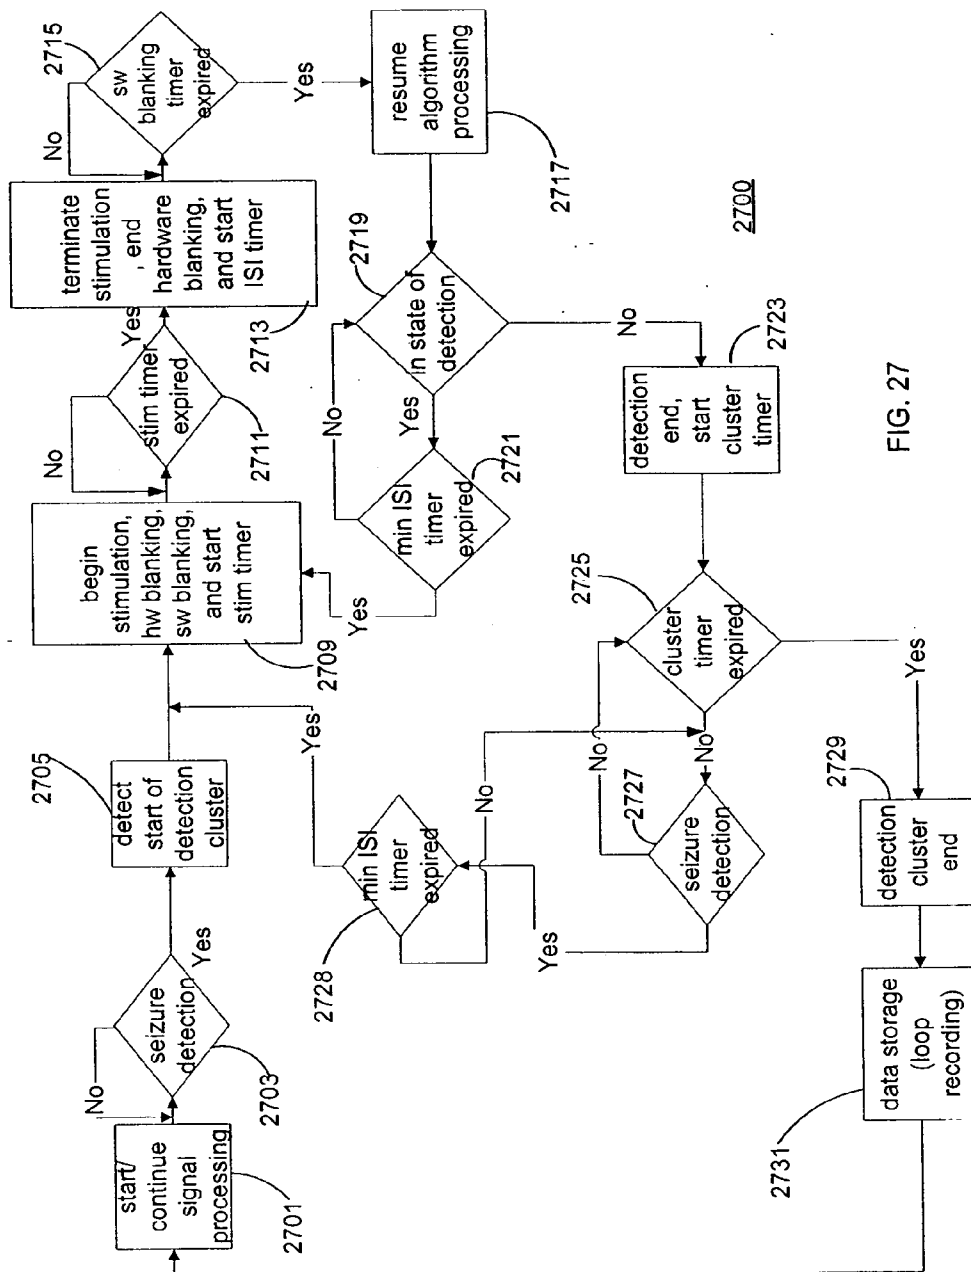 start/
continue
signal
processing
2701
No
seizure
detection
2703
Yes
detect
start of
detection
cluster
2705
begin
stimulation,
hw blanking,
sw blanking,
and start
stim timer
2709
No
stim timer
expired
2711
Yes
terminate
stimulation
, end
hardware
blanking,
and start
ISI timer
2713
No
sw
blanking
timer
expired
2715
Yes
resume
algorithm
processing
2717
in state of
detection
2719
Yes
No
min ISI
timer
expired
2721
No
Yes
detection
end,
start
cluster
timer
2723
cluster
timer
expired
2725
No
Yes
seizure
detection
2727
No
Yes
min ISI
timer
expired
2728
Yes
No
detection
cluster
end
2729
data storage
(loop
recording)
2731
2700
FIG. 27